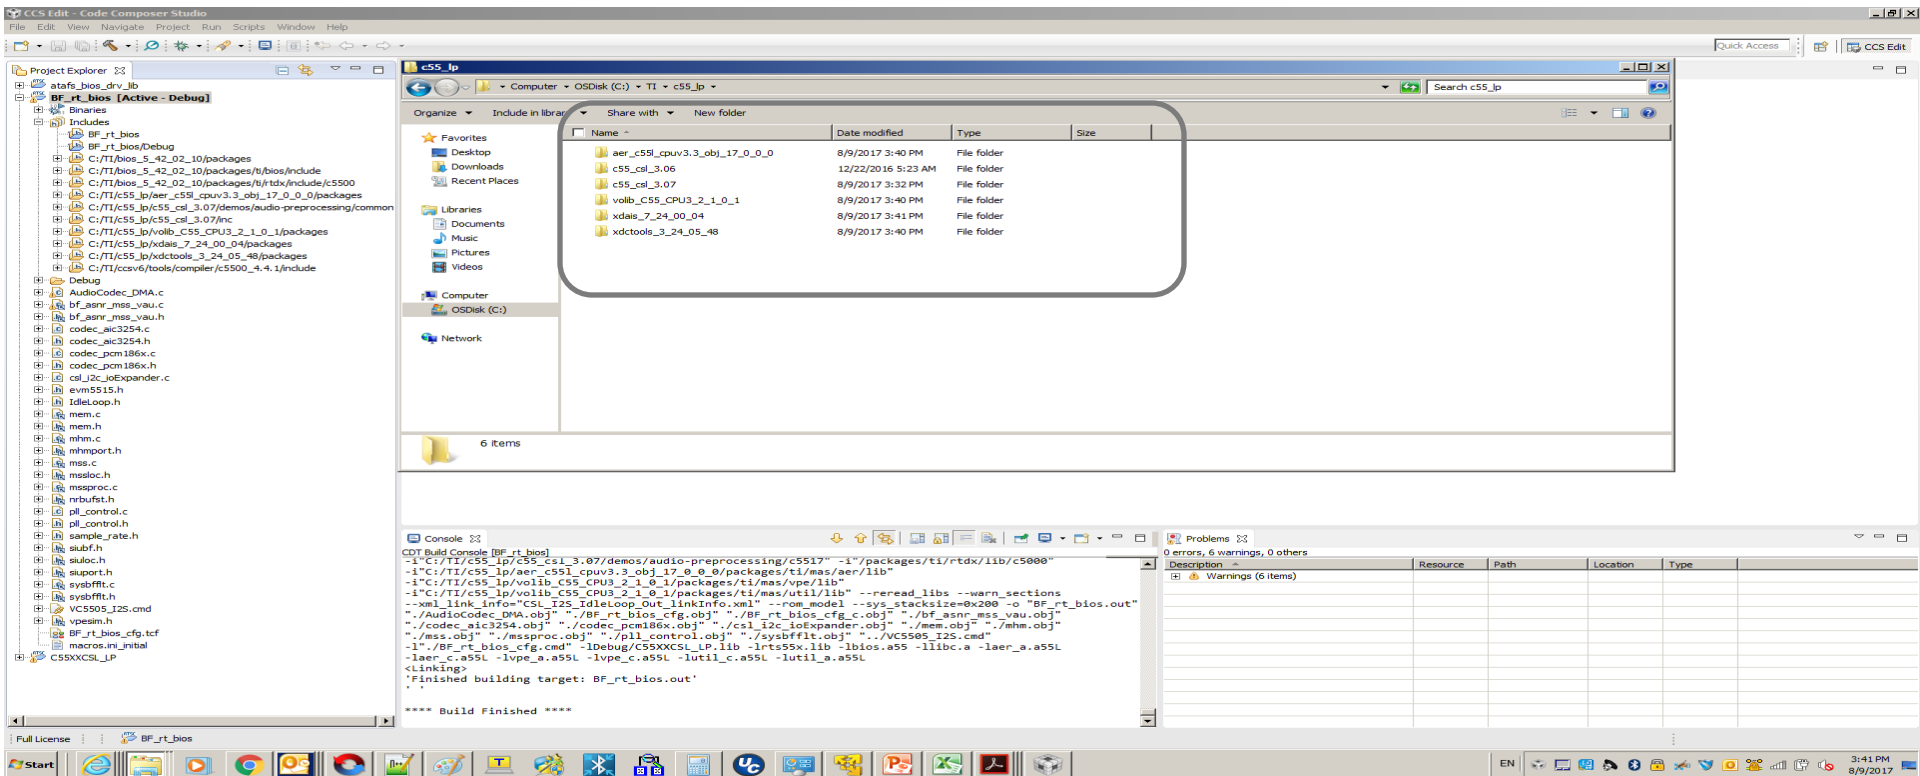 CCS Edit - Code Composer Studio
File Edit View Navigate Project Run Scripts Window Help
Quick Access
CCS Edit
Project Explorer
atafs_bios_drv_lib
BF_rt_bios [Active - Debug]
Binaries
Includes
BF_rt_bios
BF_rt_bios/Debug
C:/TI/bios_5_42_02_10/packages
C:/TI/bios_5_42_02_10/packages/ti/bios/include
C:/TI/bios_5_42_02_10/packages/ti/rtdx/include/c5500
C:/TI/c55_lp/aer_c55l_cpuv3.3_obj_17_0_0_0/packages
C:/TI/c55_lp/c55_csl_3.07/demos/audio-preprocessing/common
C:/TI/c55_lp/c55_csl_3.07/inc
C:/TI/c55_lp/volib_C55_CPU3_2_1_0_1/packages
C:/TI/c55_lp/xdais_7_24_00_04/packages
C:/TI/c55_lp/xdctools_3_24_05_48/packages
C:/TI/ccsv6/tools/compiler/c5500_4.4.1/include
Debug
AudioCodec_DMA.c
bf_asnr_mss_vau.c
bf_asnr_mss_vau.h
codec_aic3254.c
codec_aic3254.h
codec_pcm186x.c
codec_pcm186x.h
csl_i2c_ioExpander.c
evm5515.h
IdleLoop.h
mem.c
mem.h
mhm.c
mhmport.h
mss.c
mssloc.h
mssproc.c
nrbufst.h
pll_control.c
pll_control.h
sample_rate.h
siubf.h
siuloc.h
siuport.h
sysbfflt.c
sysbfflt.h
VC5505_I2S.cmd
vpesim.h
BF_rt_bios_cfg.tcf
macros.ini_initial
C55XXCSL_LP
c55_lp
Computer OSDisk (C:) TI c55_lp
Search c55_lp
Organize Include in librar Share with New folder
Favorites
Desktop
Downloads
Recent Places
Libraries
Documents
Music
Pictures
Videos
Computer
OSDisk (C:)
Network
Name Date modified Type Size
aer_c55l_cpuv3.3_obj_17_0_0_0 8/9/2017 3:40 PM File folder
c55_csl_3.06 12/22/2016 5:23 AM File folder
c55_csl_3.07 8/9/2017 3:32 PM File folder
volib_C55_CPU3_2_1_0_1 8/9/2017 3:40 PM File folder
xdais_7_24_00_04 8/9/2017 3:41 PM File folder
xdctools_3_24_05_48 8/9/2017 3:40 PM File folder
6 items
Console
CDT Build Console [BF_rt_bios]
-i"C:/TI/c55_lp/c55_csl_3.07/demos/audio-preprocessing/c5517" -i"/packages/ti/rtdx/lib/c5000"
-i"C:/TI/c55_lp/aer_c55l_cpuv3.3_obj_17_0_0_0/packages/ti/mas/aer/lib"
-i"C:/TI/c55_lp/volib_C55_CPU3_2_1_0_1/packages/ti/mas/vpe/lib"
-i"C:/TI/c55_lp/volib_C55_CPU3_2_1_0_1/packages/ti/mas/util/lib" --reread_libs --warn_sections
--xml_link_info="CSL_I2S_IdleLoop_Out_linkInfo.xml" --rom_model --sys_stacksize=0x200 -o "BF_rt_bios.out"
"./AudioCodec_DMA.obj" "./BF_rt_bios_cfg.obj" "./BF_rt_bios_cfg_c.obj" "./bf_asnr_mss_vau.obj"
"./codec_aic3254.obj" "./codec_pcm186x.obj" "./csl_i2c_ioExpander.obj" "./mem.obj" "./mhm.obj"
"./mss.obj" "./mssproc.obj" "./pll_control.obj" "./sysbfflt.obj" "../VC5505_I2S.cmd"
-l"./BF_rt_bios_cfg.cmd" -lDebug/C55XXCSL_LP.lib -lrts55x.lib -lbios.a55 -llibc.a -laer_a.a55L
-laer_c.a55L -lvpe_a.a55L -lvpe_c.a55L -lutil_c.a55L -lutil_a.a55L
<Linking>
'Finished building target: BF_rt_bios.out'
' '
**** Build Finished ****
Problems
0 errors, 6 warnings, 0 others
Description Resource Path Location Type
Warnings (6 items)
Full License BF_rt_bios
Start
EN
3:41 PM
8/9/2017